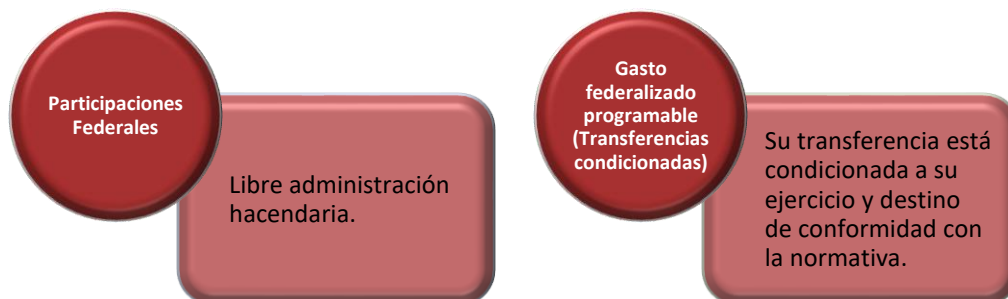 Participaciones
Federales
Libre administración
hacendaria.
Gasto
federalizado
programable
(Transferencias
condicionadas)
Su transferencia está
condicionada a su
ejercicio y destino
de conformidad con
la normativa.